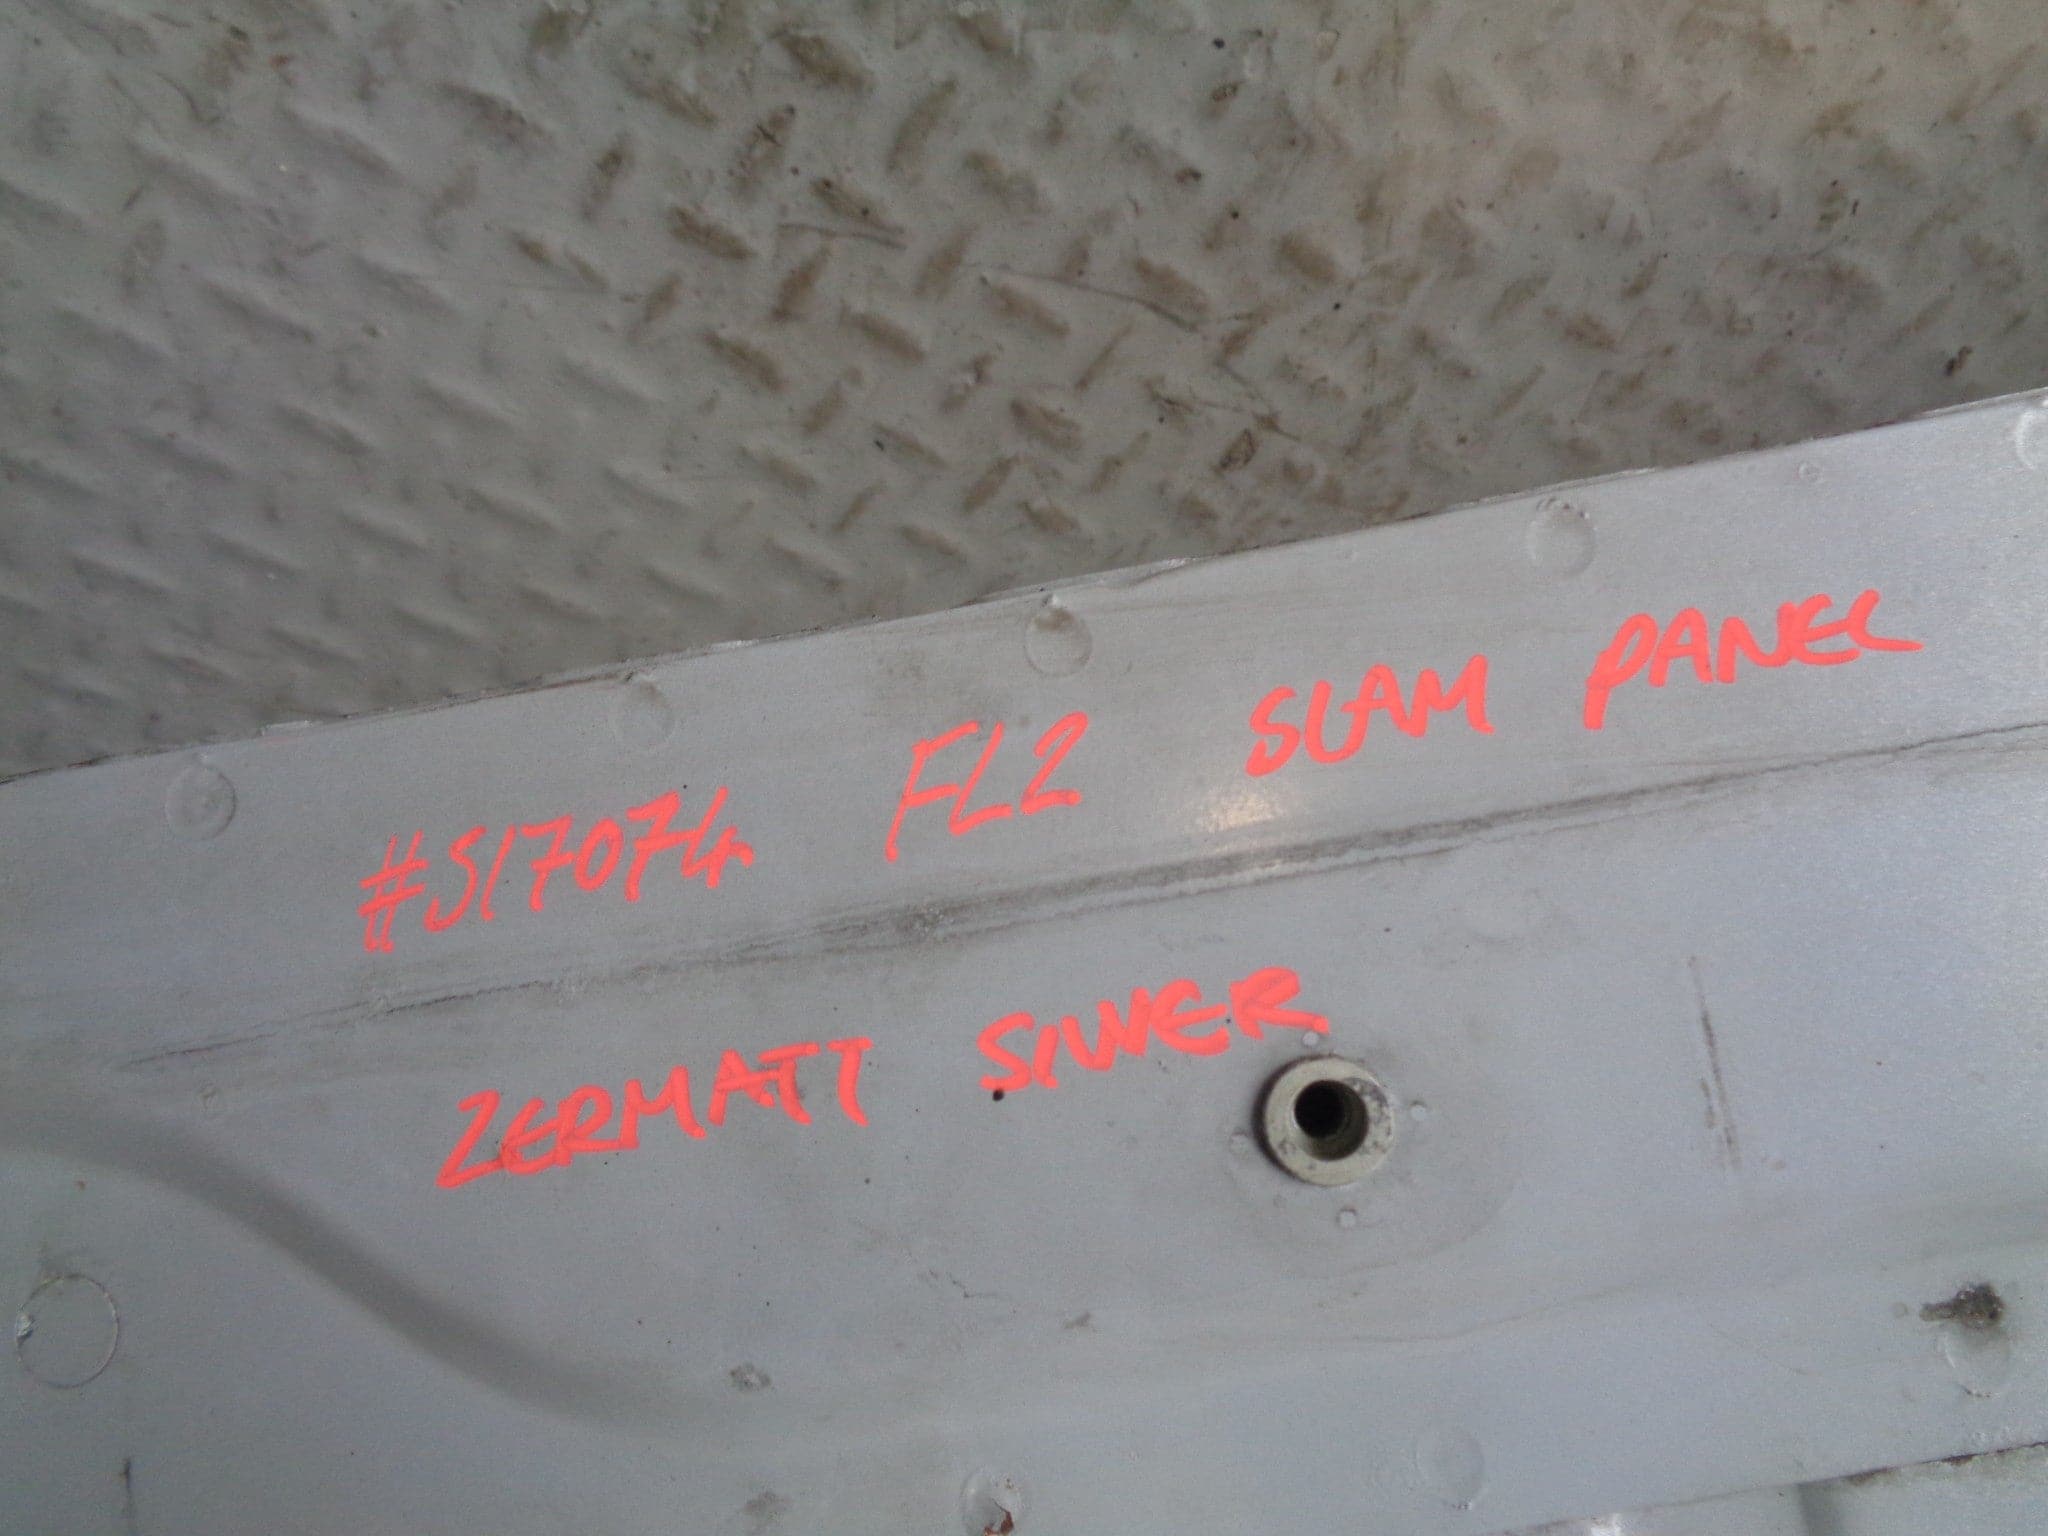 #S17074 FL2 SLAM PANEL
ZERMATT SILVER